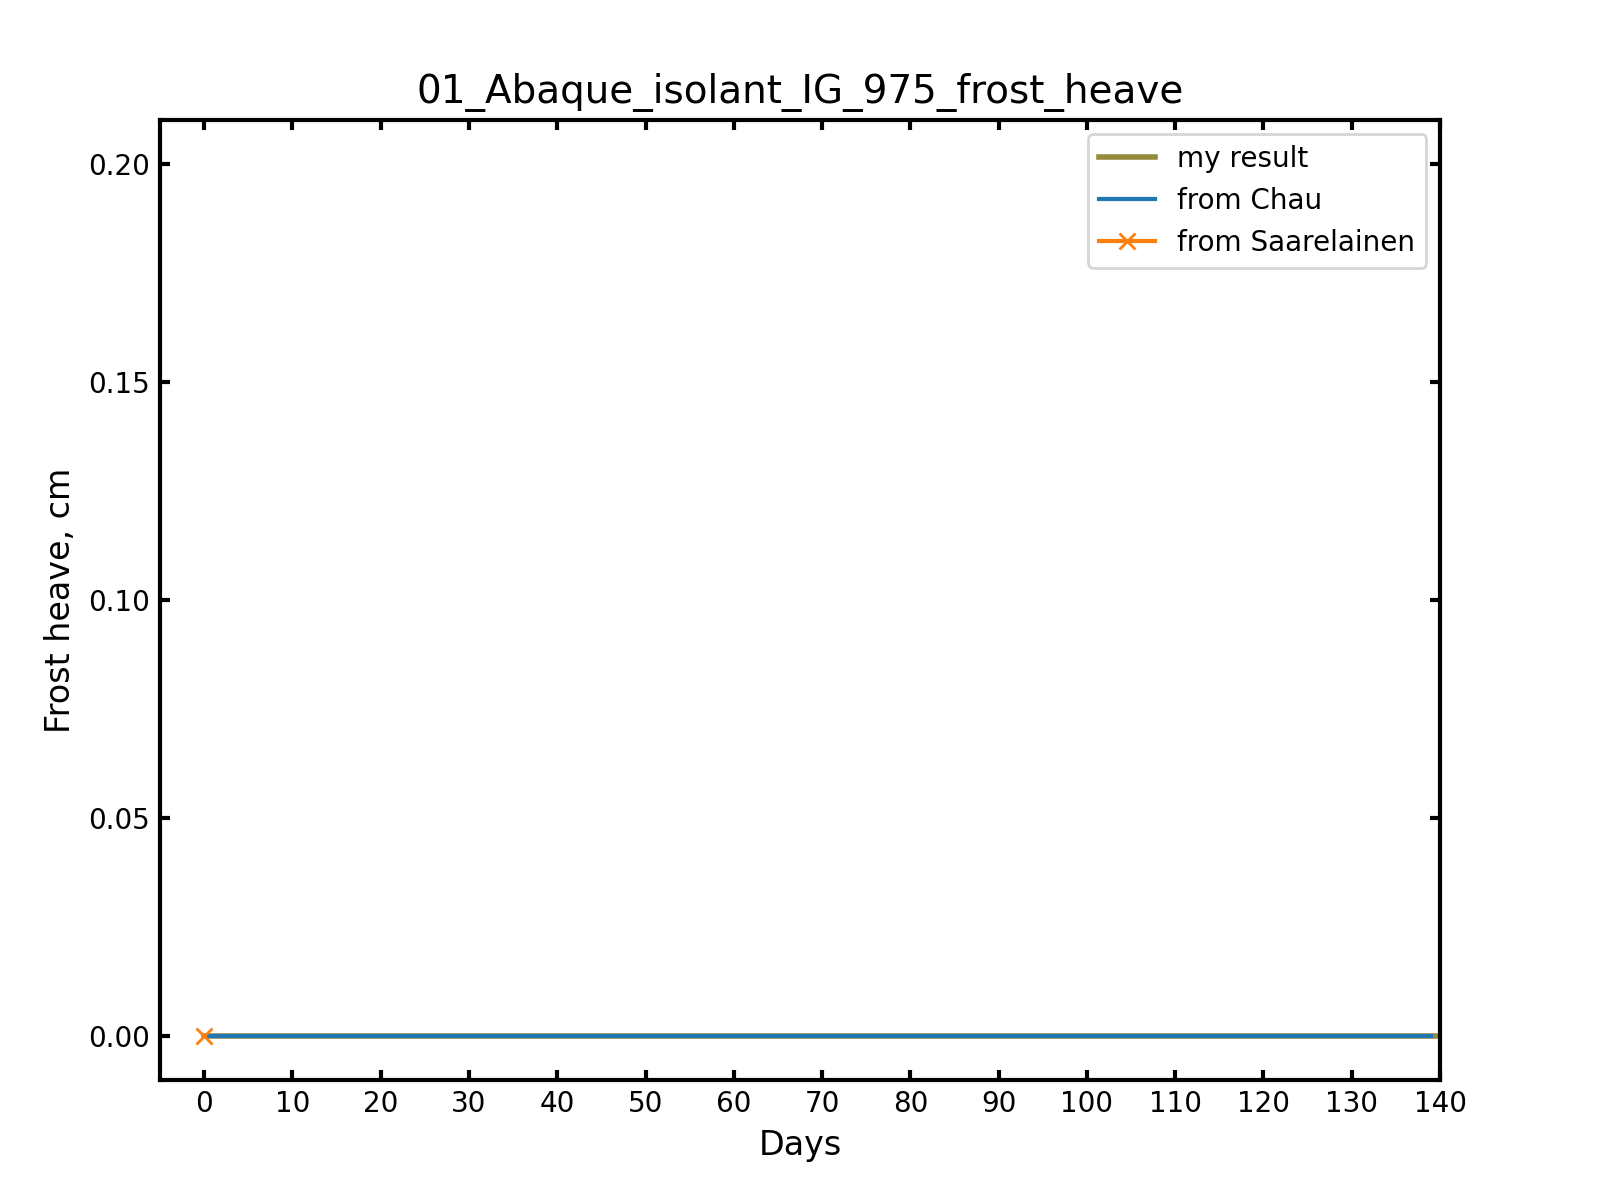 01_Abaque_isolant_IG_975_frost_heave
my result
from Chau
from Saarelainen
0.20
0.15
0.10
0.05
0.00
Frost heave, cm
0 10 20 30 40 50 60 70 80 90 100 110 120 130 140
Days